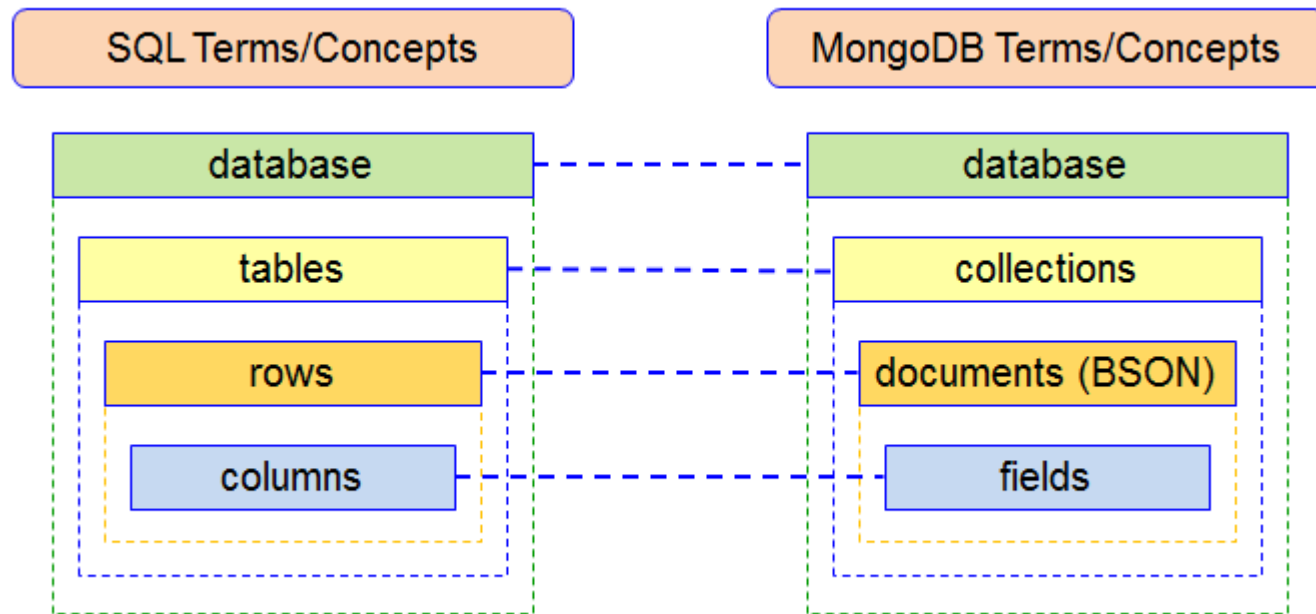 SQL Terms/Concepts
MongoDB Terms/Concepts
database
database
tables
collections
rows
documents (BSON)
columns
fields